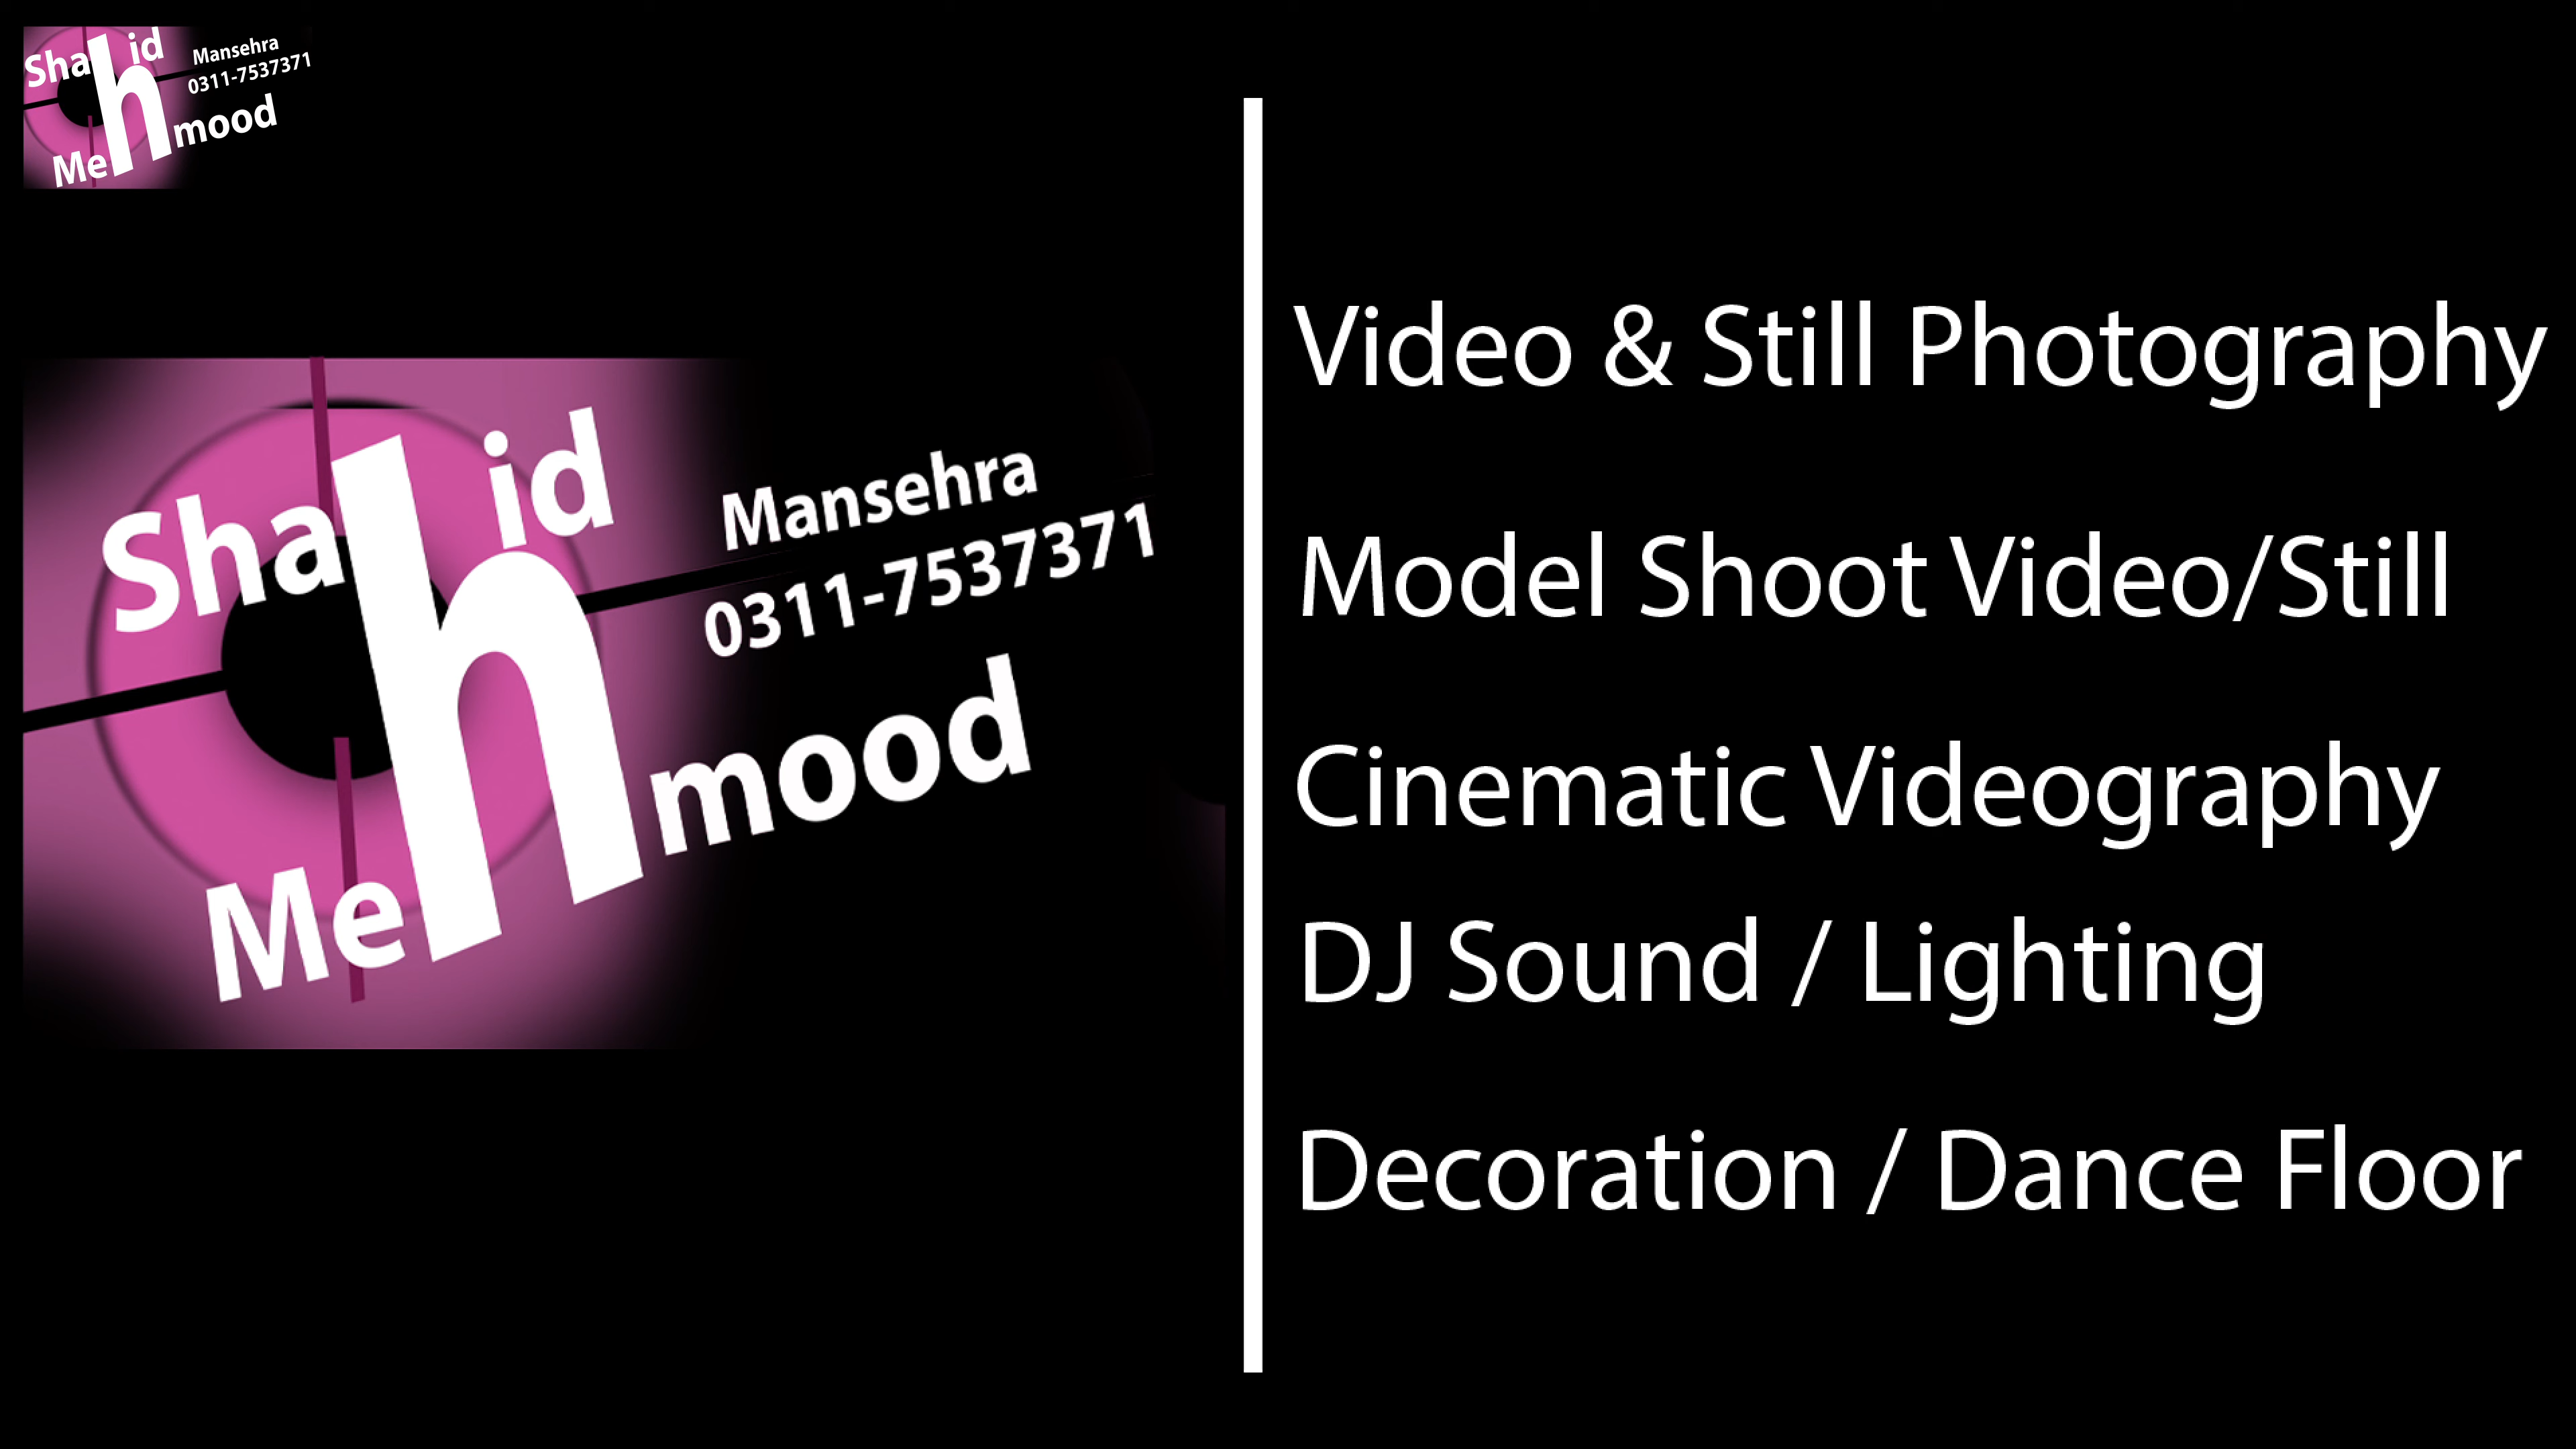 Shahid
Mansehra
0311-7537371
Mehmood
Shahid
Mansehra
0311-7537371
Mehmood
Video & Still Photography
Model Shoot Video/Still
Cinematic Videography
DJ Sound / Lighting
Decoration / Dance Floor